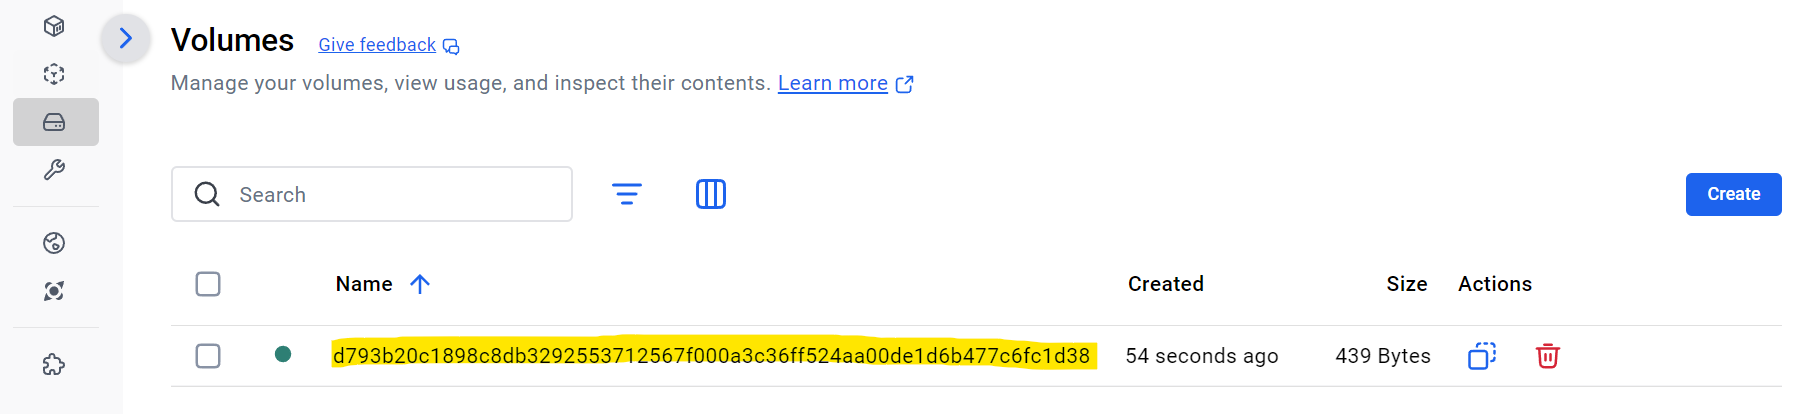 Volumes Give feedback
Manage your volumes, view usage, and inspect their contents. Learn more
Search
Create
Name Created Size Actions
d793b20c1898c8db3292553712567f000a3c36ff524aa00de1d6b477c6fc1d38 54 seconds ago 439 Bytes